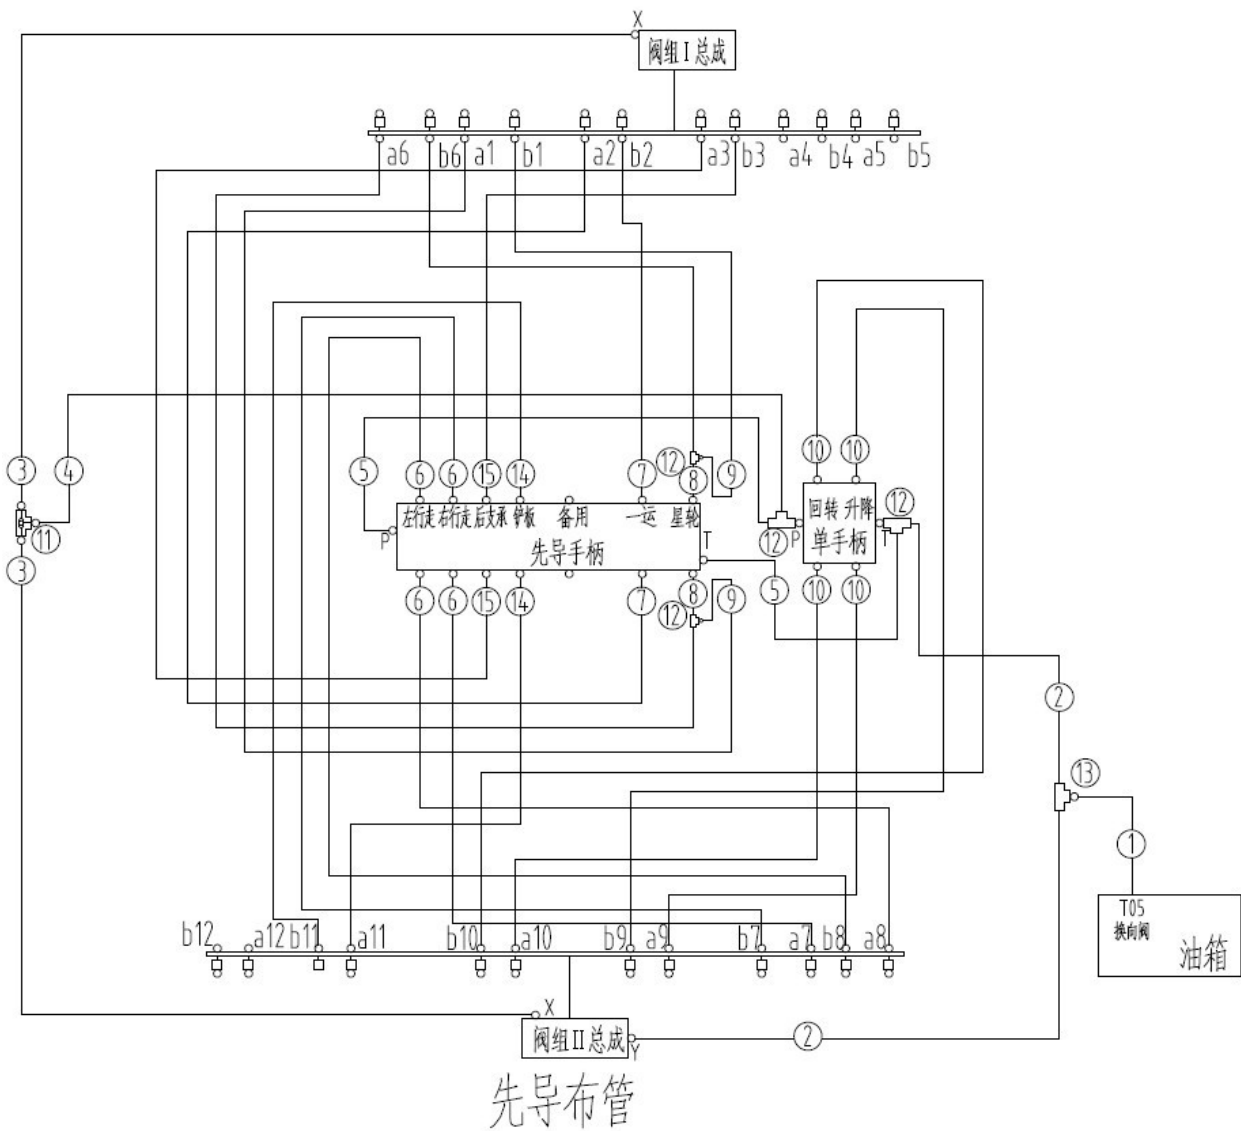 X
阀组I总成
a6 b6 a1 b1 a2 b2 a3 b3 a4 b4 a5 b5
3 4 5 6 6 15 14 7 12 8 9 10 10
左行走 右行走 后支承 铲板 备用 一运 星轮
回转 升降 12
P 先导手柄 T
12 P 单手柄 T
11
3 6 6 15 14 7 12 8 9 5 10 10
2
13
1
T05
换向阀
油箱
b12 a12 b11 a11 b10 a10 b9 a9 b7 a7 b8 a8
X
阀组II总成
Y
2
先导布管